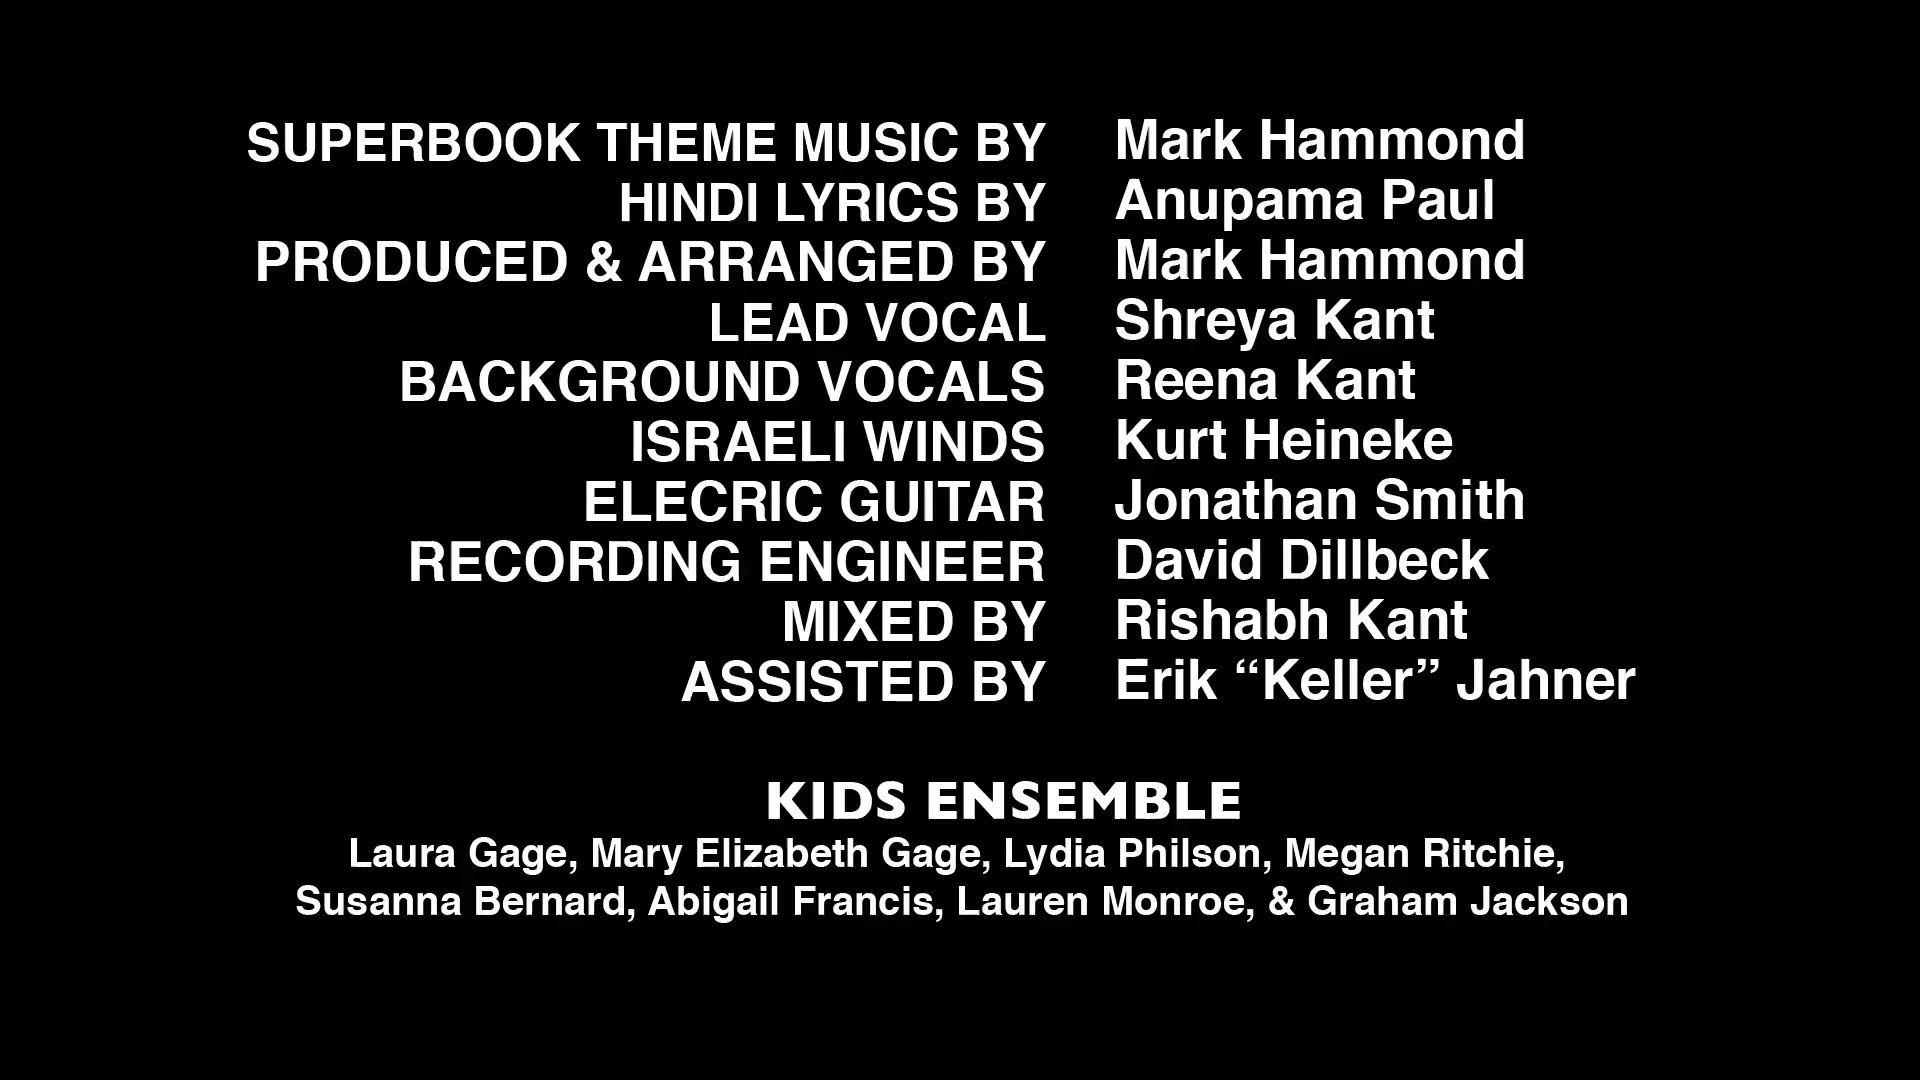 SUPERBOOK THEME MUSIC BY Mark Hammond
HINDI LYRICS BY Anupama Paul
PRODUCED & ARRANGED BY Mark Hammond
LEAD VOCAL Shreya Kant
BACKGROUND VOCALS Reena Kant
ISRAELI WINDS Kurt Heineke
ELECRIC GUITAR Jonathan Smith
RECORDING ENGINEER David Dillbeck
MIXED BY Rishabh Kant
ASSISTED BY Erik “Keller” Jahner
KIDS ENSEMBLE
Laura Gage, Mary Elizabeth Gage, Lydia Philson, Megan Ritchie,
Susanna Bernard, Abigail Francis, Lauren Monroe, & Graham Jackson